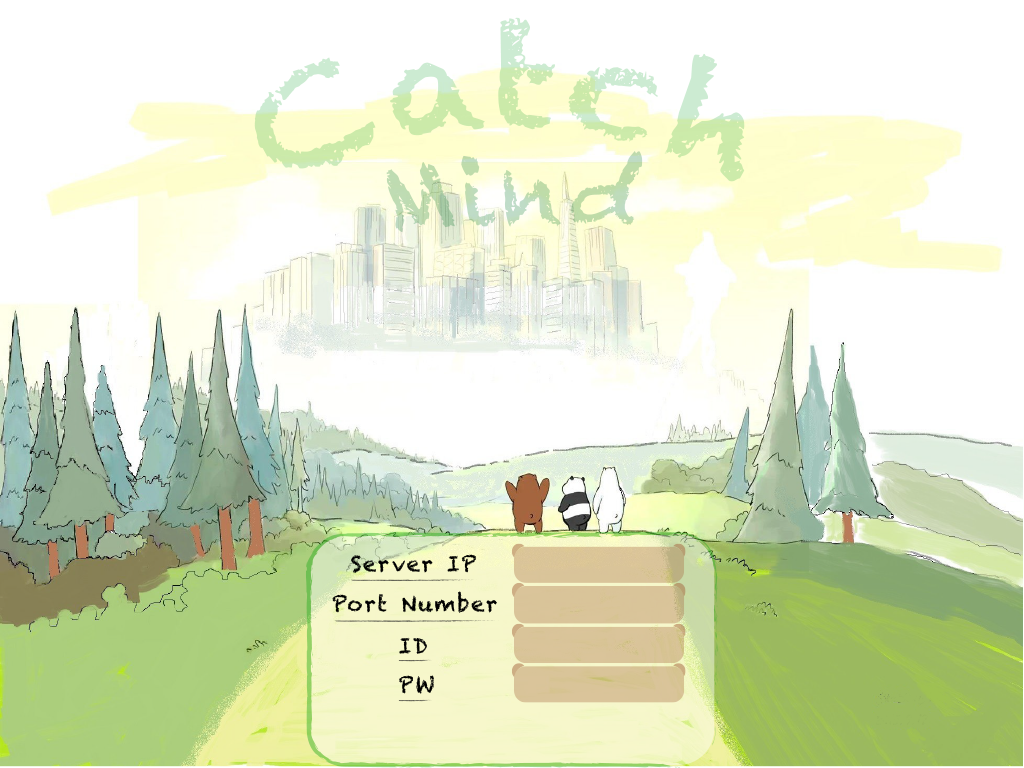 Catch
Mind
Server IP
Port Number
ID
PW